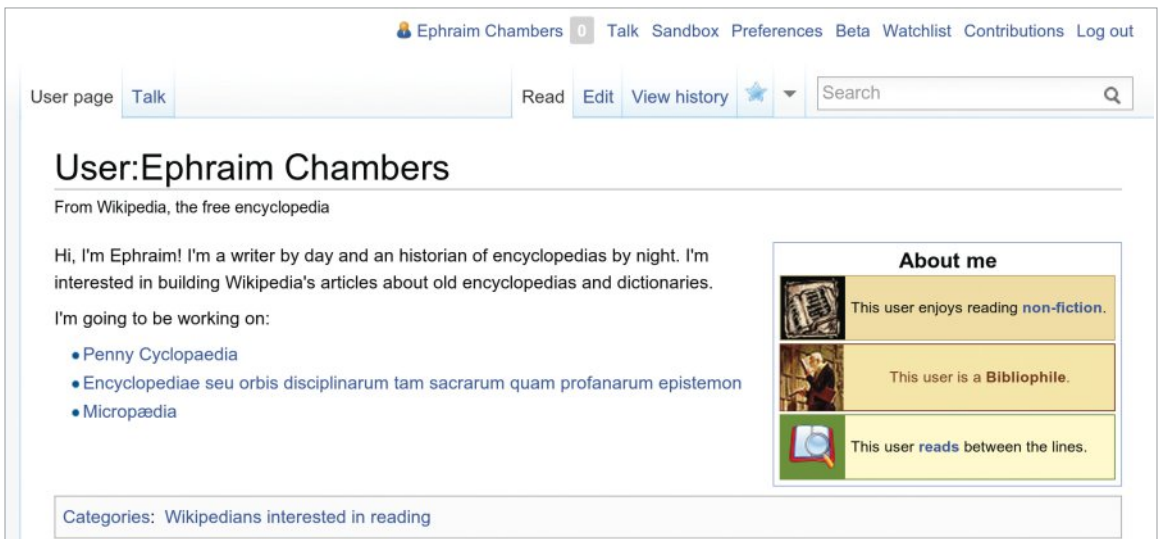 Ephraim Chambers 0 Talk Sandbox Preferences Beta Watchlist Contributions Log out
User page Talk Read Edit View history Search
User:Ephraim Chambers
From Wikipedia, the free encyclopedia
Hi, I'm Ephraim! I'm a writer by day and an historian of encyclopedias by night. I'm
interested in building Wikipedia's articles about old encyclopedias and dictionaries.
I'm going to be working on:
• Penny Cyclopaedia
• Encyclopediae seu orbis disciplinarum tam sacrarum quam profanarum epistemon
• Micropædia
About me
This user enjoys reading non-fiction.
This user is a Bibliophile.
This user reads between the lines.
Categories: Wikipedians interested in reading